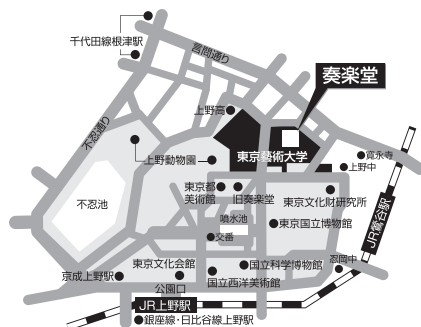 千代田線根津駅
言問通り
奏楽堂
不忍通り
上野高
上野動物園
東京藝術大学
寛永寺
上野中
不忍池
東京都
美術館
旧奏楽堂
東京文化財研究所
噴水池
東京国立博物館
交番
JR鶯谷駅
東京文化会館
京成上野駅
国立科学博物館
忍岡中
国立西洋美術館
公園口
JR上野駅
銀座線・日比谷線上野駅